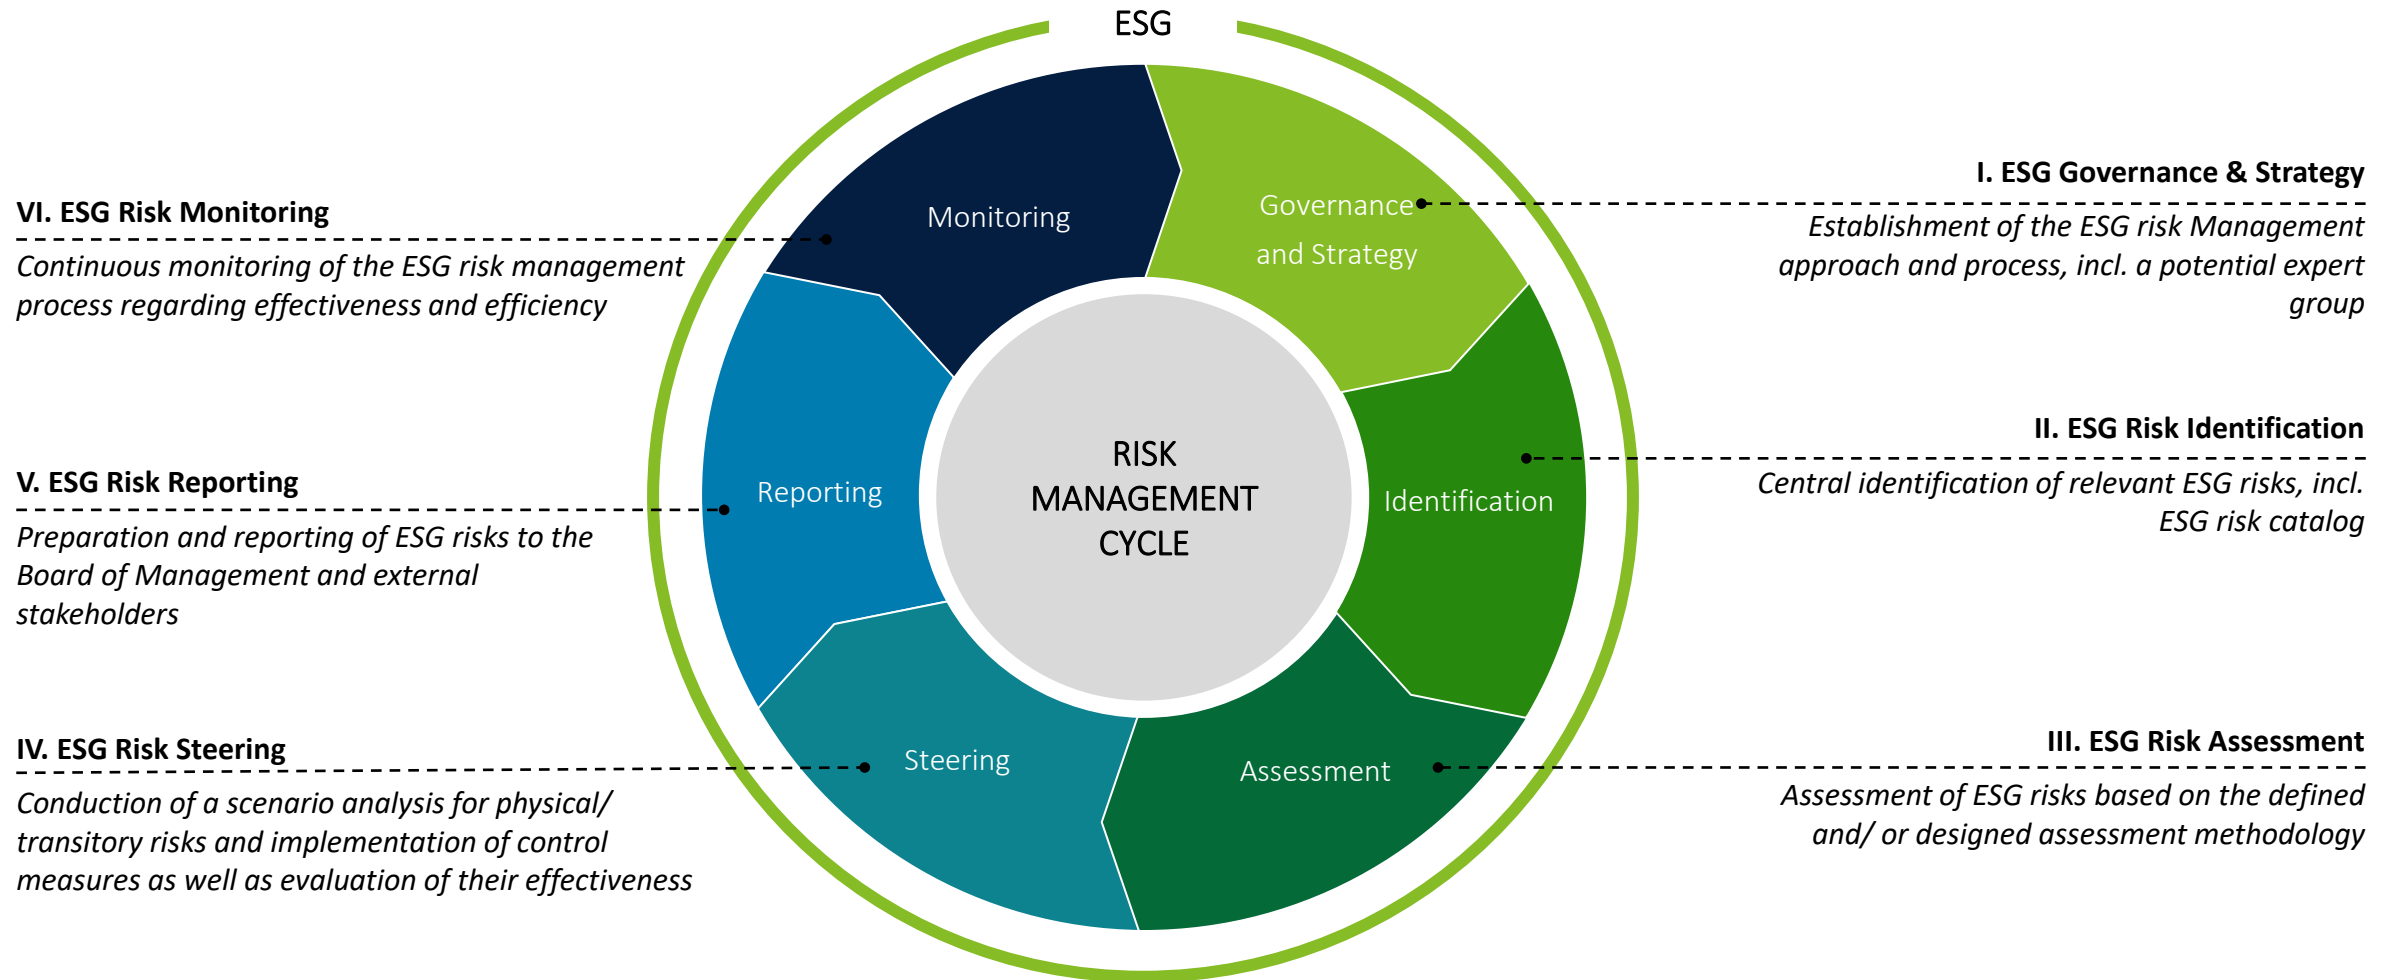 ESG
I. ESG Governance & Strategy
Establishment of the ESG risk Management
approach and process, incl. a potential expert
group
II. ESG Risk Identification
Central identification of relevant ESG risks, incl.
ESG risk catalog
III. ESG Risk Assessment
Assessment of ESG risks based on the defined
and/ or designed assessment methodology
IV. ESG Risk Steering
Conduction of a scenario analysis for physical/
transitory risks and implementation of control
measures as well as evaluation of their effectiveness
V. ESG Risk Reporting
Preparation and reporting of ESG risks to the
Board of Management and external
stakeholders
VI. ESG Risk Monitoring
Continuous monitoring of the ESG risk management
process regarding effectiveness and efficiency
Governance
and Strategy
Identification
Assessment
Steering
Reporting
Monitoring
RISK
MANAGEMENT
CYCLE